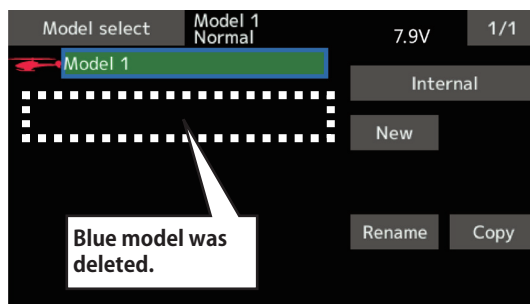 Model select
Model 1
Normal
7.9V
1/1
Model 1
Internal
New
Blue model was
deleted.
Rename
Copy